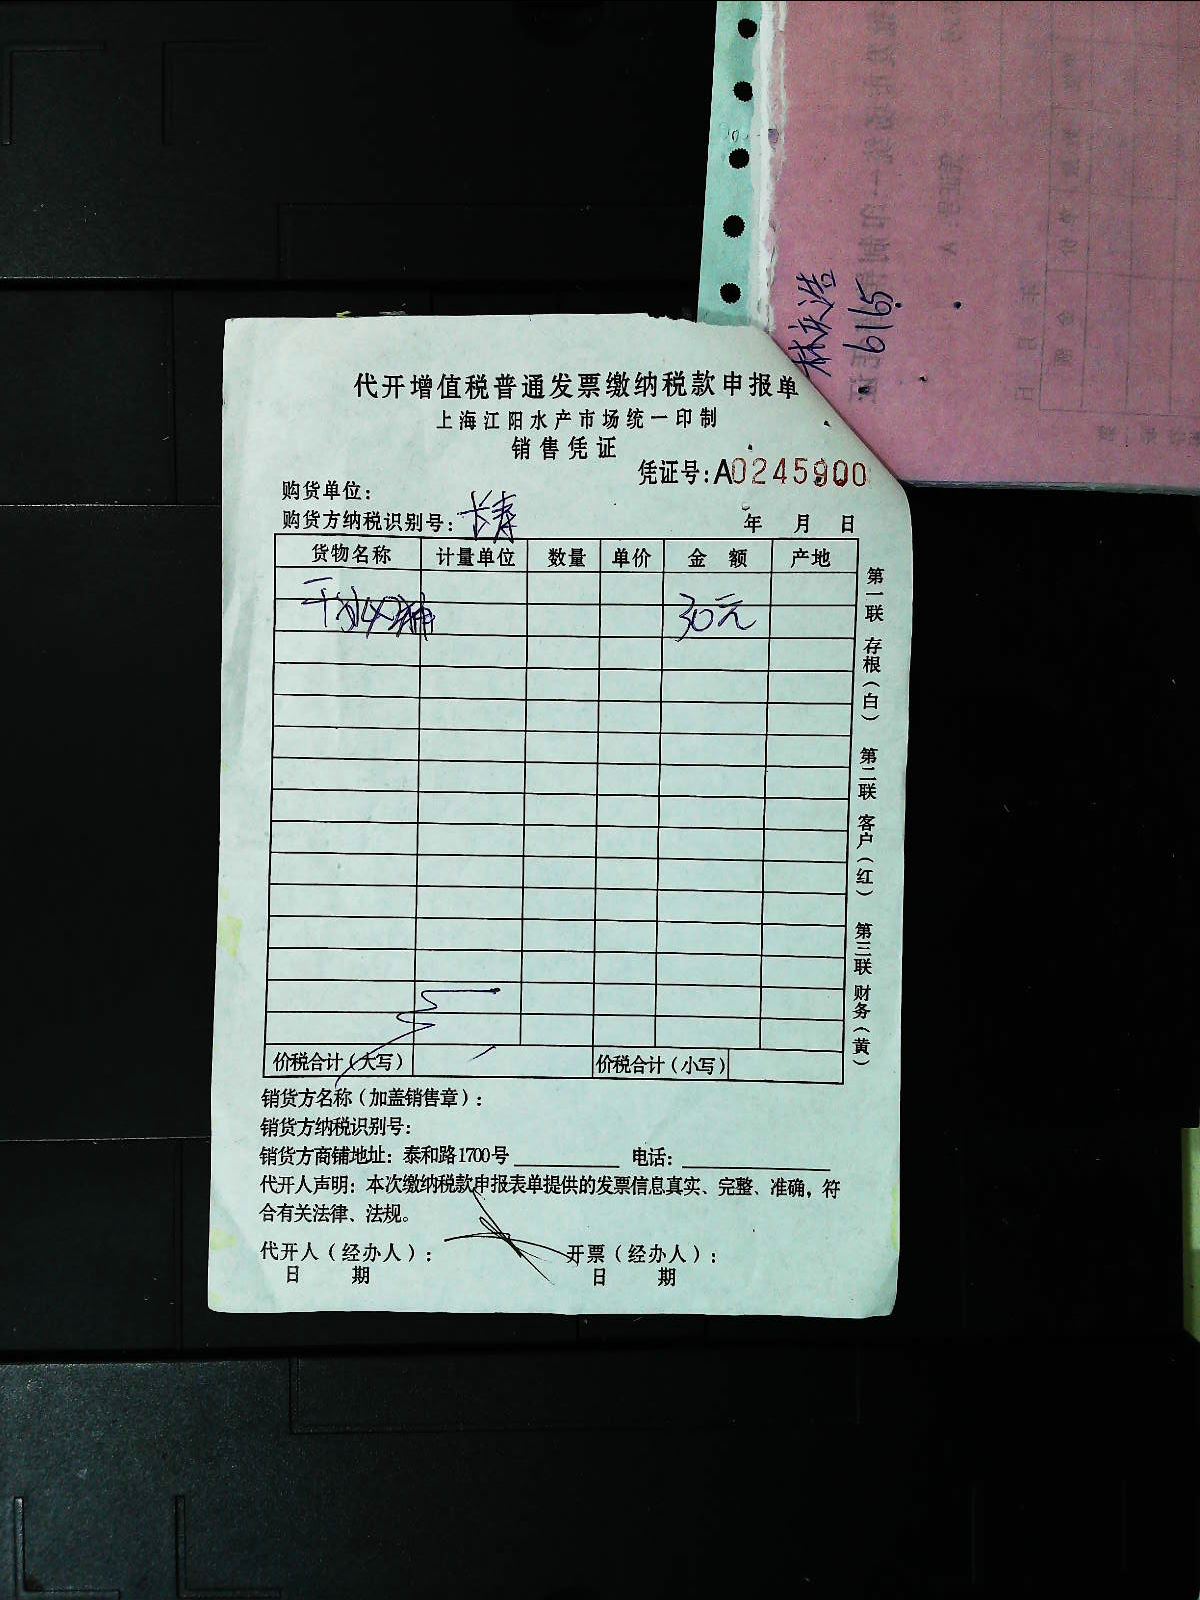 代开增值税普通发票缴纳税款申报单
上海江阳水产市场统一印制
销售凭证
凭证号:A0245900
购货单位:
购货方纳税识别号: 长寿
年 月 日
货物名称 计量单位 数量 单价 金 额 产地
30元
价税合计(大写) 价税合计(小写)
销货方名称(加盖销售章):
销货方纳税识别号:
销货方商铺地址: 泰和路1700号 电话:
代开人声明: 本次缴纳税款申报表单提供的发票信息真实、完整、准确, 符
合有关法律、法规。
代开人(经办人): 开票(经办人):
日 期 日 期
第一联 存根(白) 第二联 客户(红) 第三联 财务(黄)
林庆浩
6165